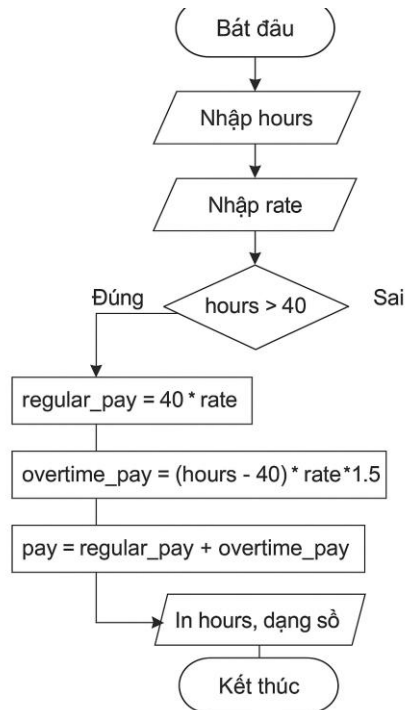 Bát đâu
Nhập hours
Nhập rate
Đúng
hours > 40
Sai
regular_pay = 40 * rate
overtime_pay = (hours - 40) * rate*1.5
pay = regular_pay + overtime_pay
In hours, dạng sồ
Kết thúc